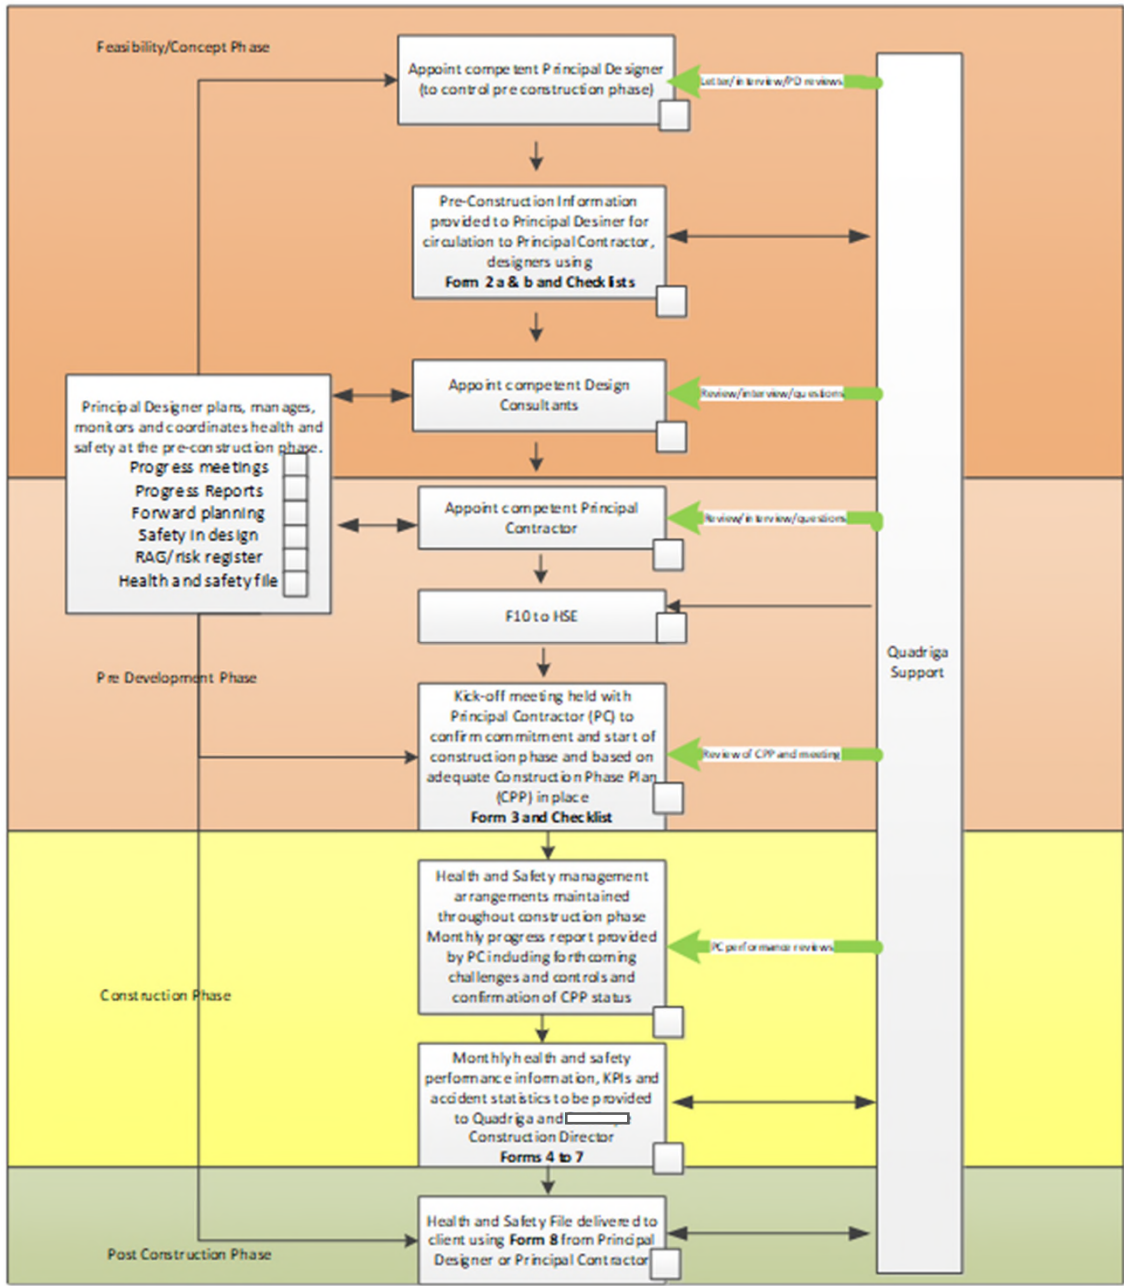 Feasibility/Concept Phase
Appoint competent Principal Designer
(to control pre construction phase)
Letter/interview/PD reviews
Pre-Construction Information
provided to Principal Desiner for
circulation to Principal Contractor,
designers using
Form 2 a & b and Checklists
Appoint competent Design
Consultants
Review/interview/questions
Principal Designer plans, manages,
monitors and coordinates health and
safety at the pre-construction phase.
Progress meetings
Progress Reports
Forward planning
Safety in design
RAG/risk register
Health and safety file
Appoint competent Principal
Contractor
Review/interview/questions
F10 to HSE
Quadriga
Support
Pre Development Phase
Kick-off meeting held with
Principal Contractor (PC) to
confirm commitment and start of
construction phase and based on
adequate Construction Phase Plan
(CPP) in place
Form 3 and Checklist
Review of CPP and meeting
Construction Phase
Health and Safety management
arrangements maintained
throughout construction phase
Monthly progress report provided
by PC including forthcoming
challenges and controls and
confirmation of CPP status
PC performance reviews
Monthly health and safety
performance information, KPIs and
accident statistics to be provided
to Quadriga and
Construction Director
Forms 4 to 7
Post Construction Phase
Health and Safety File delivered to
client using Form 8 from Principal
Designer or Principal Contractor